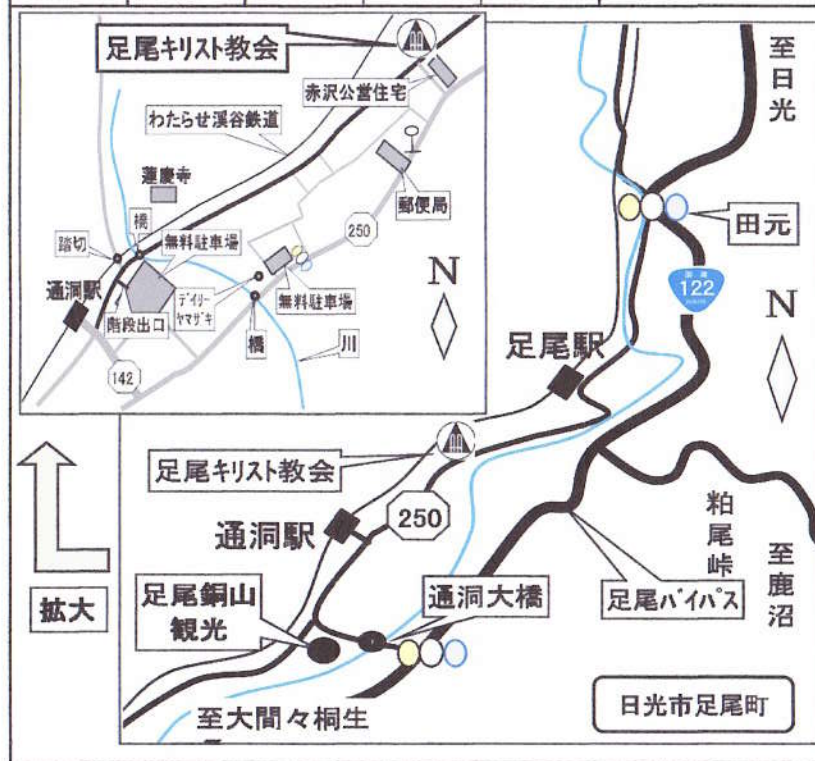 足尾キリスト教会
赤沢公営住宅
わたらせ渓谷鉄道
蓮慶寺
郵便局
橋
踏切
無料駐車場
250
通洞駅
デイリー
ヤマザキ
無料駐車場
階段出口
橋
川
142
N
至日光
田元
国道
122
ROUTE
N
足尾駅
足尾キリスト教会
250
通洞駅
粕尾峠
至鹿沼
拡大
足尾銅山
観光
通洞大橋
足尾バイパス
至大間々桐生
日光市足尾町